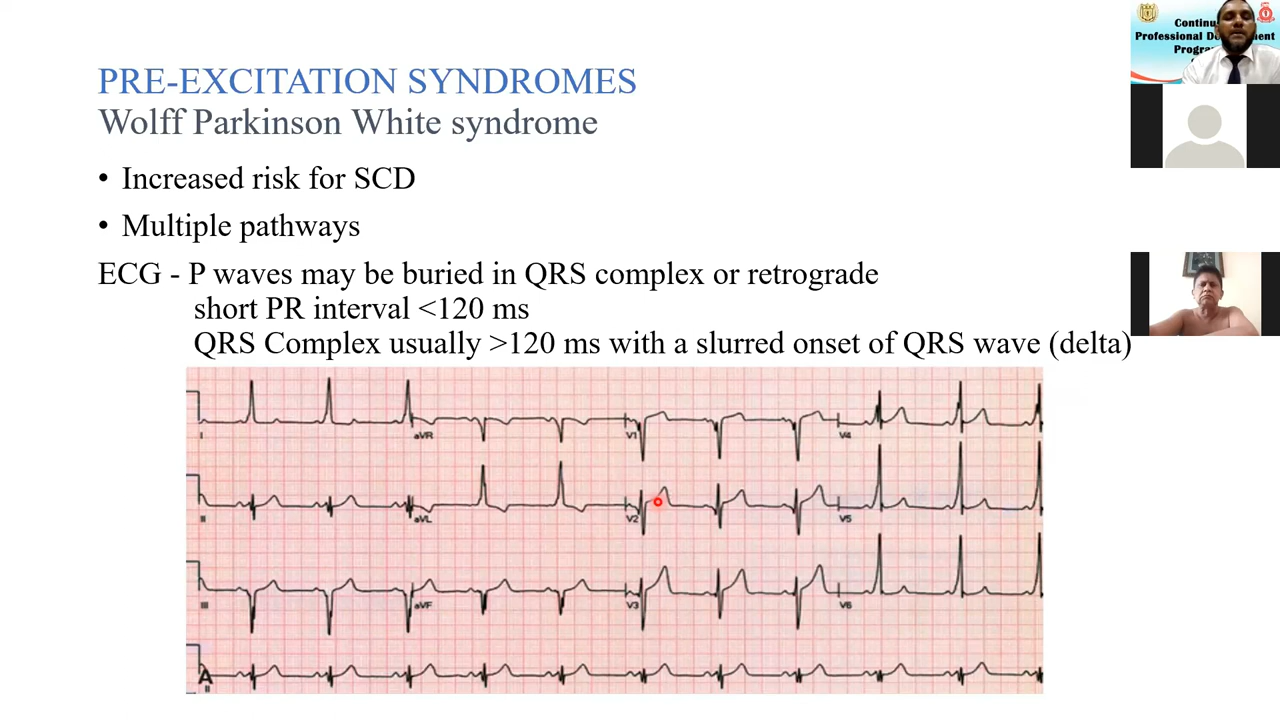 PRE-EXCITATION SYNDROMES
Wolff Parkinson White syndrome
• Increased risk for SCD
• Multiple pathways
ECG - P waves may be buried in QRS complex or retrograde
short PR interval <120 ms
QRS Complex usually >120 ms with a slurred onset of QRS wave (delta)
I aVR V1 V4
II aVL V2 V5
III aVF V3 V6
A
II
Professional